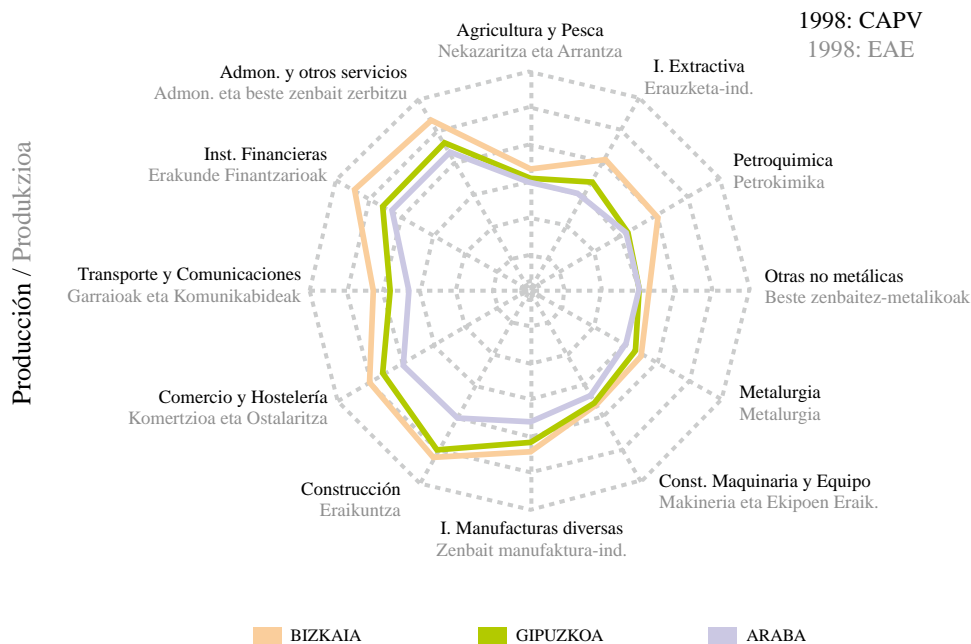 1998: CAPV
1998: EAE
Producción / Produkzioa
Agricultura y Pesca
Nekazaritza eta Arrantza
I. Extractiva
Erauzketa-ind.
Petroquimica
Petrokimika
Otras no metálicas
Beste zenbaitez-metalikoak
Metalurgia
Metalurgia
Const. Maquinaria y Equipo
Makineria eta Ekipoen Eraik.
I. Manufacturas diversas
Zenbait manufaktura-ind.
Construcción
Eraikuntza
Comercio y Hostelería
Komertzioa eta Ostalaritza
Transporte y Comunicaciones
Garraioak eta Komunikabideak
Inst. Financieras
Erakunde Finantzarioak
Admon. y otros servicios
Admon. eta beste zenbait zerbitzu
BIZKAIA
GIPUZKOA
ARABA